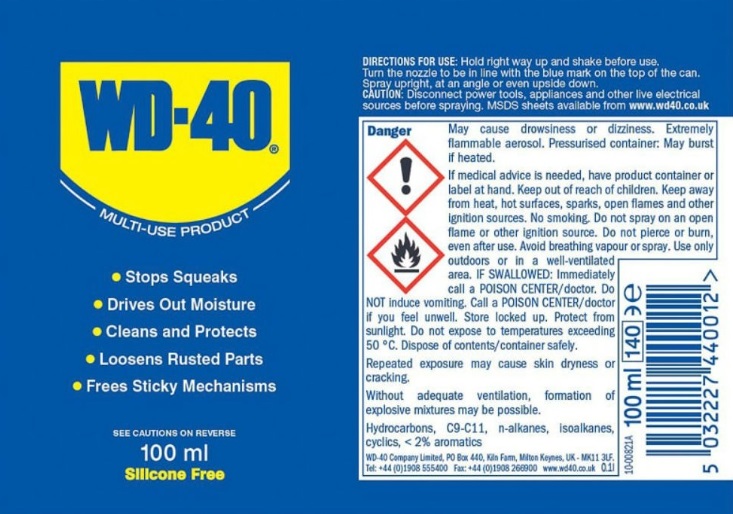 WD-40®
MULTI-USE PRODUCT
Stops Squeaks
Drives Out Moisture
Cleans and Protects
Loosens Rusted Parts
Frees Sticky Mechanisms
SEE CAUTIONS ON REVERSE
100 ml
Silicone Free
DIRECTIONS FOR USE: Hold right way up and shake before use.
Turn the nozzle to be in line with the blue mark on the top of the can.
Spray upright, at an angle or even upside down.
CAUTION: Disconnect power tools, appliances and other live electrical
sources before spraying. MSDS sheets available from www.wd40.co.uk
Danger
May cause drowsiness or dizziness. Extremely
flammable aerosol. Pressurised container: May burst
if heated.
If medical advice is needed, have product container or
label at hand. Keep out of reach of children. Keep away
from heat, hot surfaces, sparks, open flames and other
ignition sources. No smoking. Do not spray on an open
flame or other ignition source. Do not pierce or burn,
even after use. Avoid breathing vapour or spray. Use only
outdoors or in a well-ventilated
area. IF SWALLOWED: Immediately
call a POISON CENTER/doctor. Do
NOT induce vomiting. Call a POISON CENTER/doctor
if you feel unwell. Store locked up. Protect from
sunlight. Do not expose to temperatures exceeding
50 °C. Dispose of contents/container safely.
Repeated exposure may cause skin dryness or
cracking.
Without adequate ventilation, formation of
explosive mixtures may be possible.
Hydrocarbons, C9-C11, n-alkanes, isoalkanes,
cyclics, < 2% aromatics
WD-40 Company Limited, PO Box 440, Kiln Farm, Milton Keynes, UK - MK11 3LF.
Tel: +44 (0)1908 555400 Fax: +44 (0)1908 266900 www.wd40.co.uk 0.1l
10-00821A
100 ml 140 ℮
5 032227 440012 >